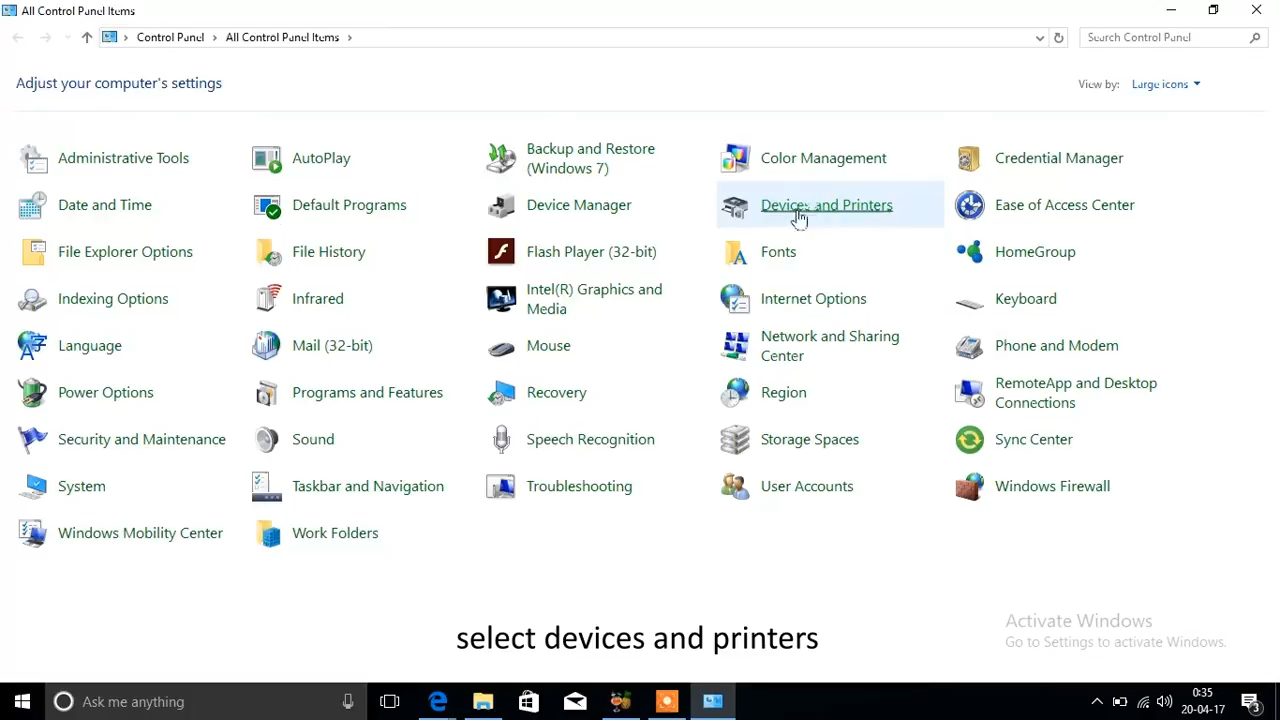 All Control Panel Items
Control Panel > All Control Panel Items >
Search Control Panel
Adjust your computer's settings
View by: Large icons
Administrative Tools
AutoPlay
Backup and Restore
(Windows 7)
Color Management
Credential Manager
Date and Time
Default Programs
Device Manager
Devices and Printers
Ease of Access Center
File Explorer Options
File History
Flash Player (32-bit)
Fonts
HomeGroup
Indexing Options
Infrared
Intel(R) Graphics and
Media
Internet Options
Keyboard
Language
Mail (32-bit)
Mouse
Network and Sharing
Center
Phone and Modem
Power Options
Programs and Features
Recovery
Region
RemoteApp and Desktop
Connections
Security and Maintenance
Sound
Speech Recognition
Storage Spaces
Sync Center
System
Taskbar and Navigation
Troubleshooting
User Accounts
Windows Firewall
Windows Mobility Center
Work Folders
Activate Windows
Go to Settings to activate Windows.
select devices and printers
Ask me anything
0:35
20-04-17
3